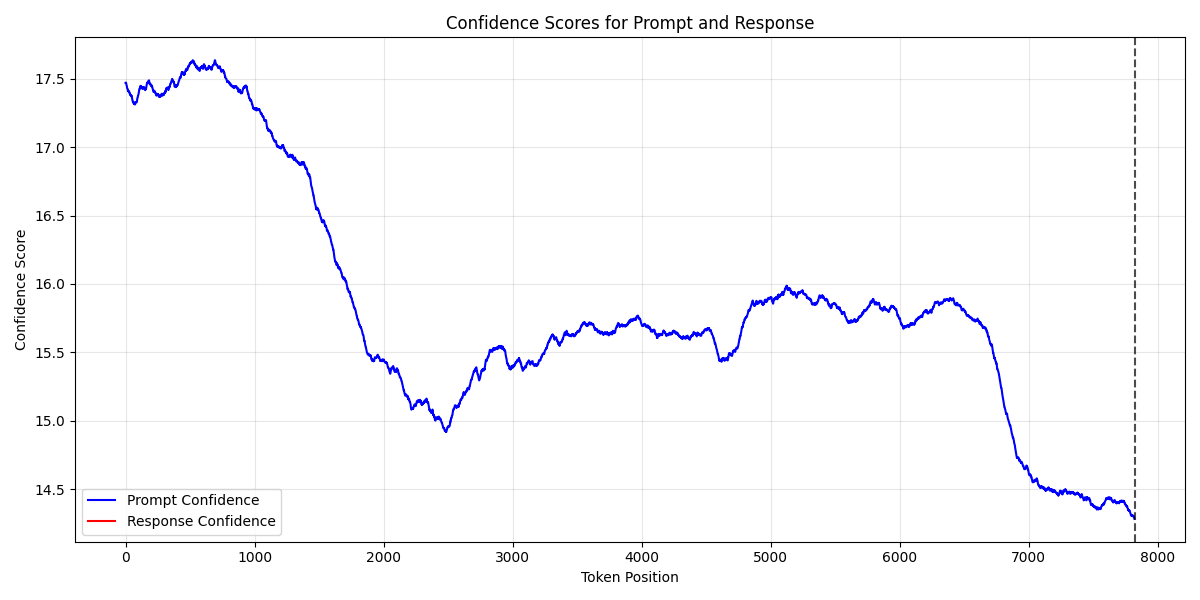 Confidence Scores for Prompt and Response
Confidence Score
17.5
17.0
16.5
16.0
15.5
15.0
14.5
Prompt Confidence
Response Confidence
0 1000 2000 3000 4000 5000 6000 7000 8000
Token Position